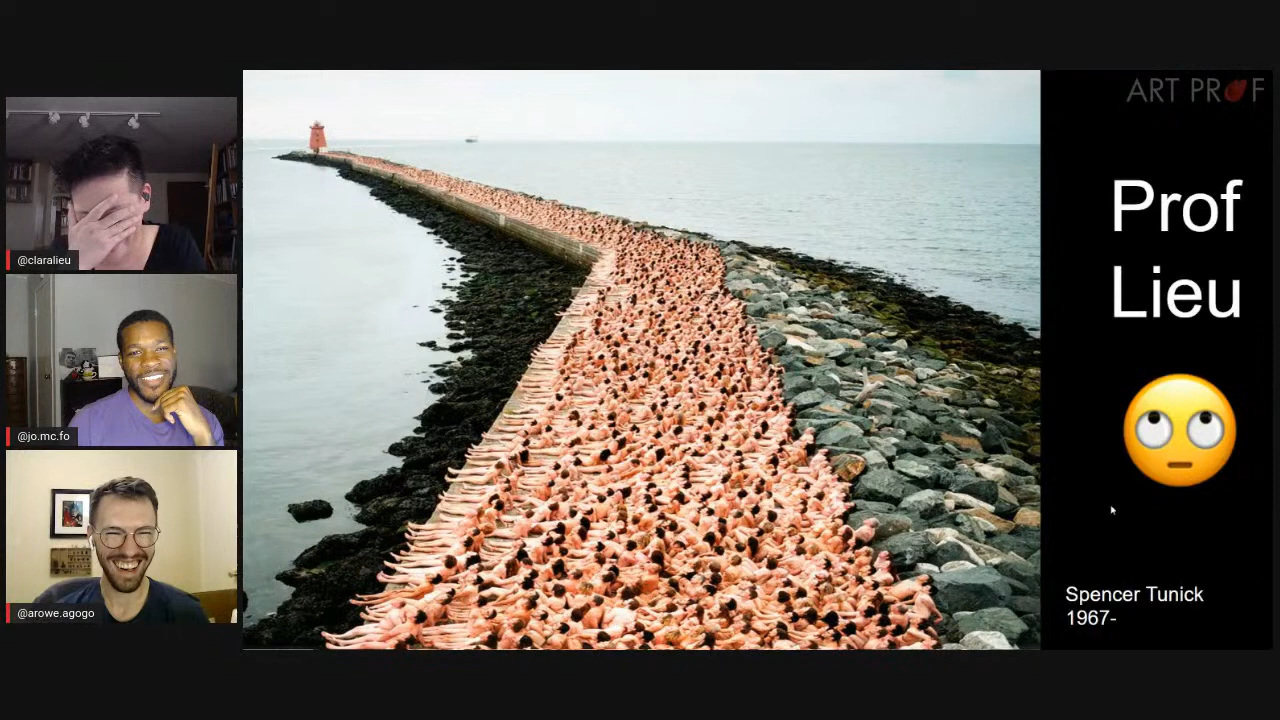 ART PROF
Prof
Lieu
@claralieu
@jo.mc.fo
@arowe.agogo
Spencer Tunick
1967-